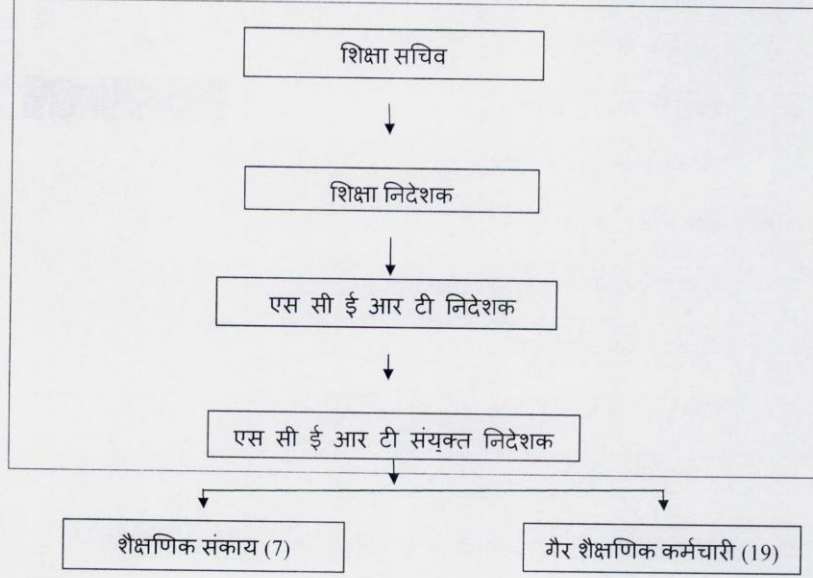 शिक्षा सचिव
शिक्षा निदेशक
एस सी ई आर टी निदेशक
एस सी ई आर टी संयुक्त निदेशक
शैक्षणिक संकाय (7)
गैर शैक्षणिक कर्मचारी (19)